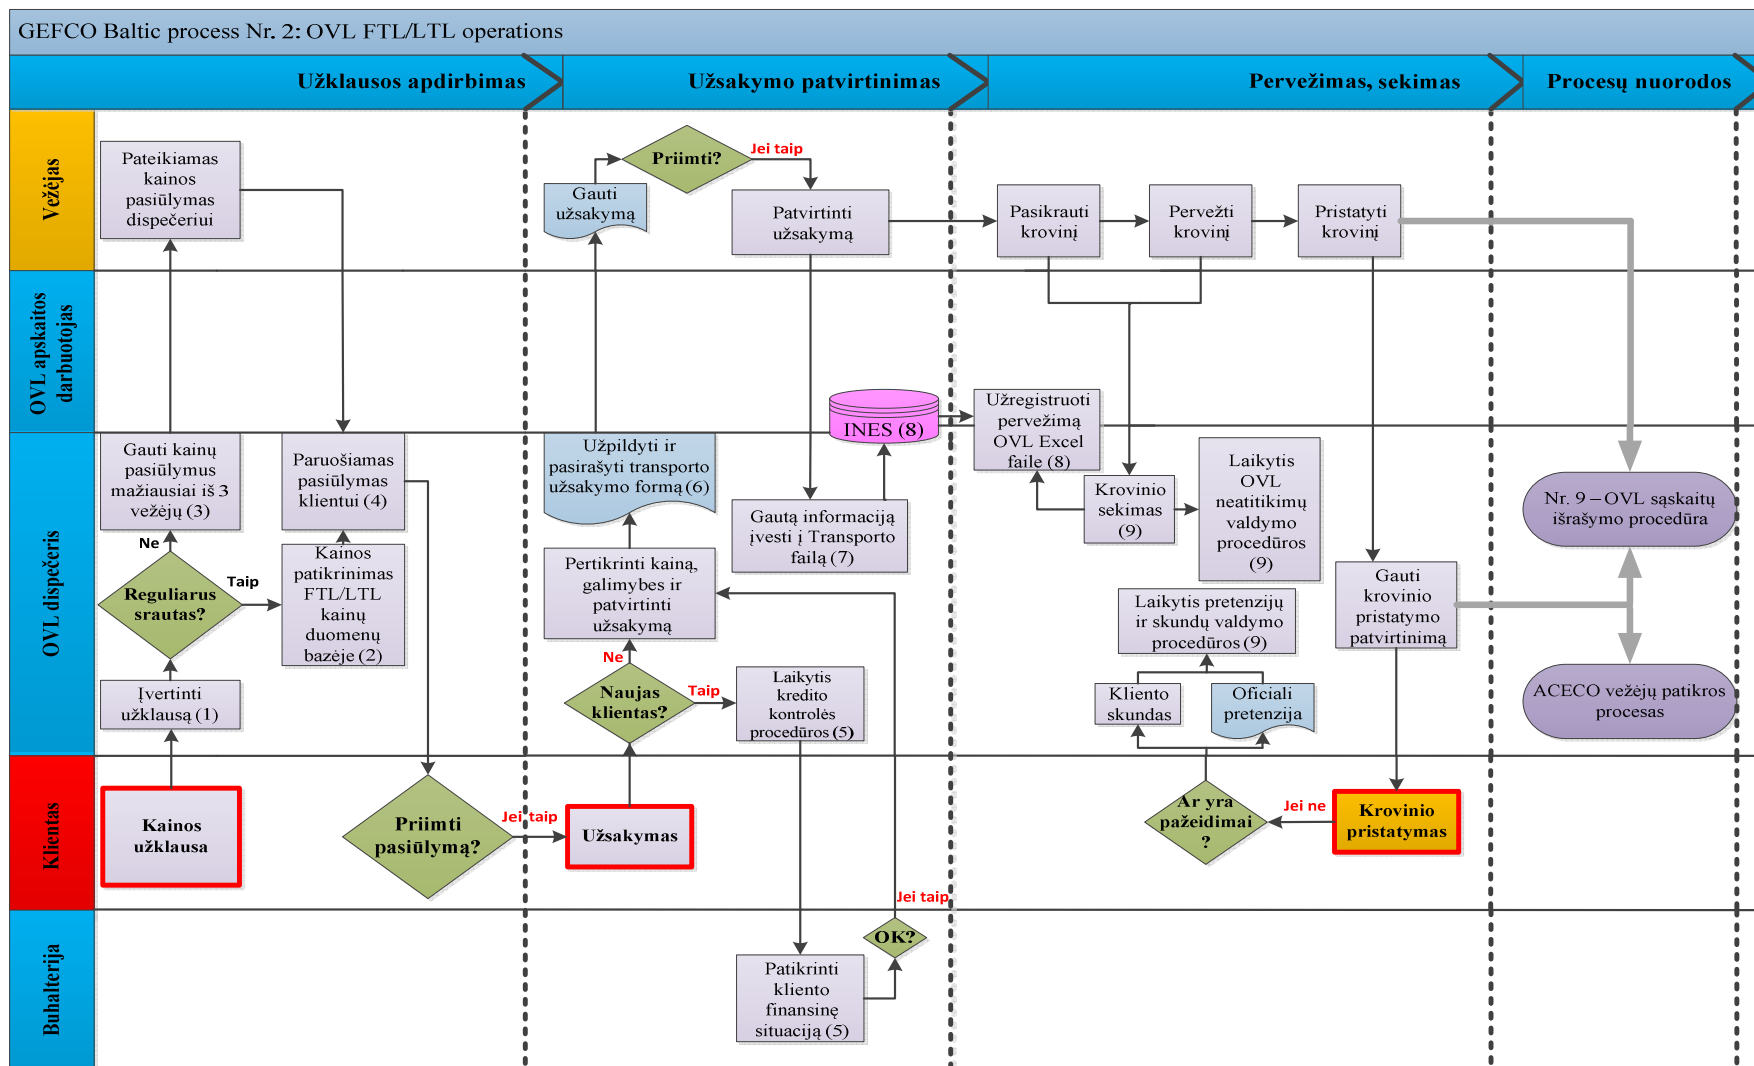 GEFCO Baltic process Nr. 2: OVL FTL/LTL operations
Užklausos apdirbimas
Užsakymo patvirtinimas
Pervežimas, sekimas
Procesų nuorodos
Vežėjas
Pateikiamas
kainos
pasiūlymas
dispečeriui
Gauti
užsakymą
Priimti?
Jei taip
Patvirtinti
užsakymą
Pasikrauti
krovinį
Pervežti
krovinį
Pristatyti
krovinį
OVL apskaitos
darbuotojas
INES (8)
Užregistruoti
pervežimą
OVL Excel
faile (8)
OVL dispečeris
Gauti kainų
pasiūlymus
mažiausiai iš 3
vežėjų (3)
Paruošiamas
pasiūlymas
klientui (4)
Ne
Reguliarus
srautas?
Taip
Kainos
patikrinimas
FTL/LTL
kainų
duomenų
bazėje (2)
Įvertinti
užklausą (1)
Užpildyti ir
pasirašyti transporto
užsakymo formą (6)
Gautą informaciją
įvesti į Transporto
failą (7)
Pertikrinti kainą,
galimybes ir
patvirtinti
užsakymą
Ne
Naujas
klientas?
Taip
Laikytis
kredito
kontrolės
procedūros (5)
Krovinio
sekimas
(9)
Laikytis
OVL
neatitikimų
valdymo
procedūros
(9)
Laikytis pretenzijų
ir skundų valdymo
procedūros (9)
Kliento
skundas
Oficiali
pretenzija
Gauti
krovinio
pristatymo
patvirtinimą
Nr. 9 – OVL sąskaitų
išrašymo procedūra
ACECO vežėjų patikros
procesas
Klientas
Kainos
užklausa
Priimti
pasiūlymą?
Jei taip
Užsakymas
Ar yra
pažeidimai
?
Jei ne
Krovinio
pristatymas
Buhalterija
Jei taip
OK?
Patikrinti
kliento
finansinę
situaciją (5)